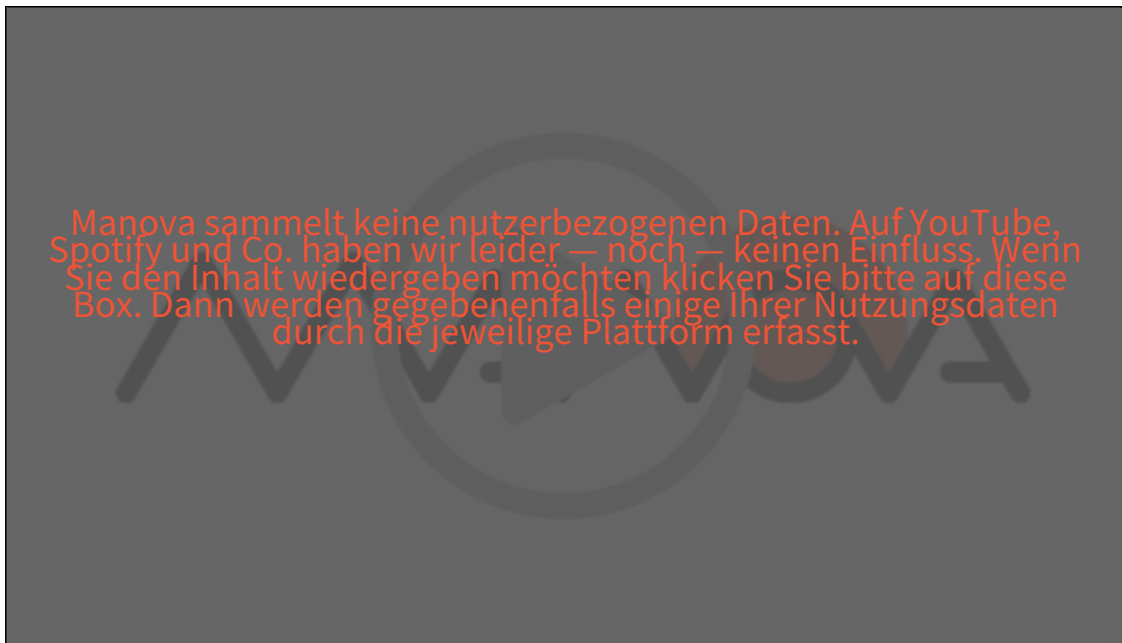 Manova sammelt keine nutzerbezogenen Daten. Auf YouTube,
Spotify und Co. haben wir leider — noch — keinen Einfluss. Wenn
Sie den Inhalt wiedergeben möchten klicken Sie bitte auf diese
Box. Dann werden gegebenenfalls einige Ihrer Nutzungsdaten
durch die jeweilige Plattform erfasst.
MANOVA